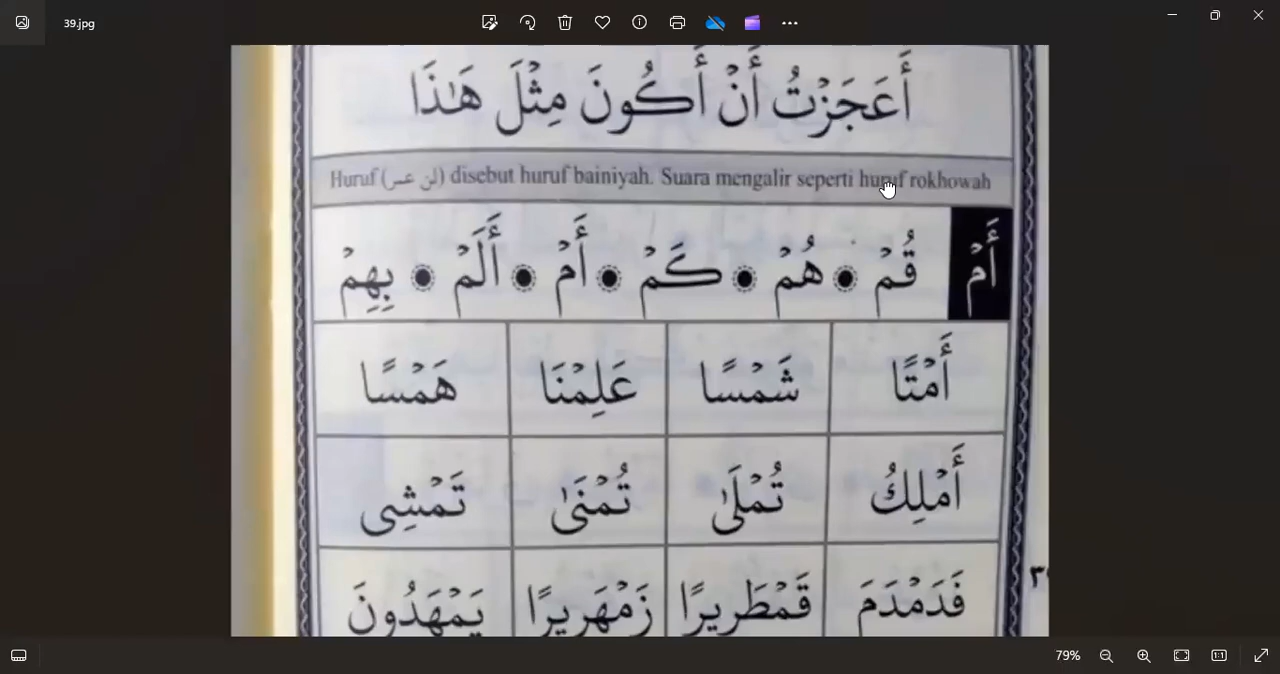 39.jpg
أَعَجَزْتُ أَنْ أَكُونَ مِثْلَ هَٰذَا
Huruf (لن عمر) disebut huruf bainiyah. Suara mengalir seperti huruf rokhowah
أَمْ قُمْ هُمْ كَمْ أَمْ أَلَمْ بِهِمْ
أَمْتًا شَمْسًا عَلِمْنَا هَمْسًا
أَمْلِكُ تُمْلَىٰ تُمْنَىٰ تَمْشِى
فَدَمْدَمَ قَمْطَرِيرًا زَمْهَرِيرًا يَمْهَدُونَ
79%